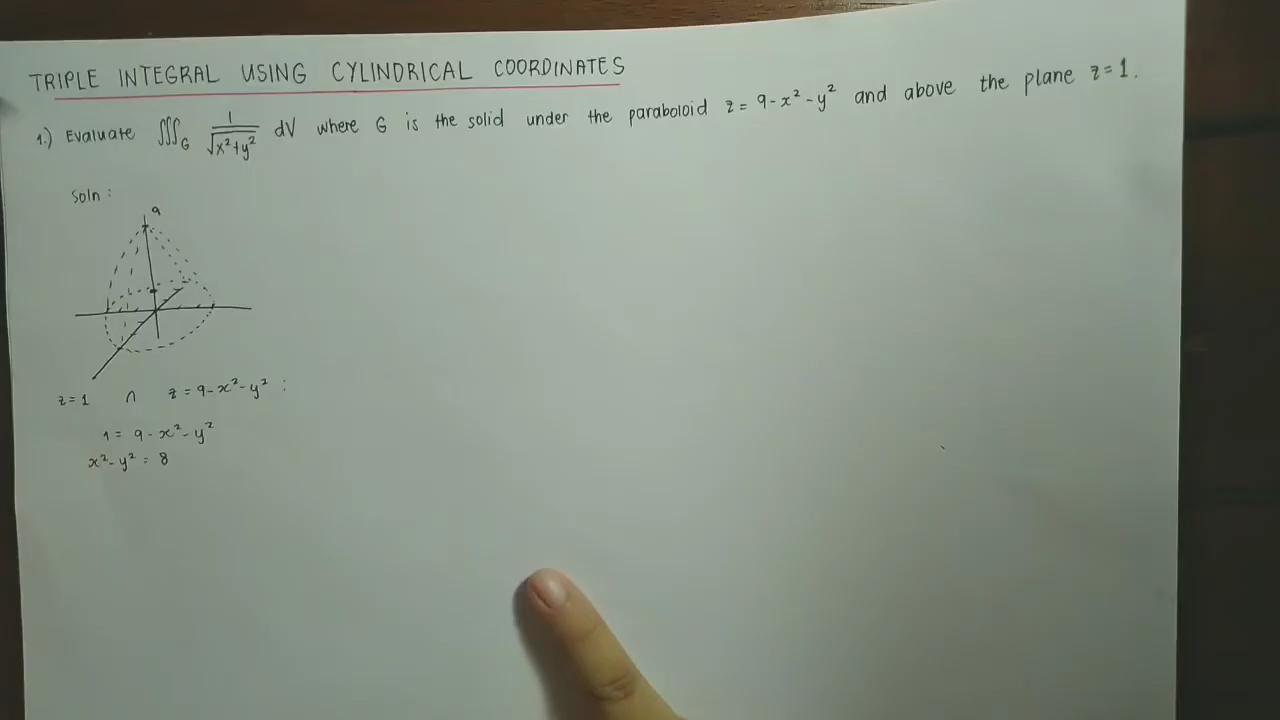 TRIPLE INTEGRAL USING CYLINDRICAL COORDINATES
1.) Evaluate ∭_G 1/√(x²+y²) dV where G is the solid under the paraboloid z = 9-x²-y² and above the plane z=1.
Soln :
9
z=1 ∩ z=9-x²-y² :
1= 9-x²-y²
x²-y² = 8